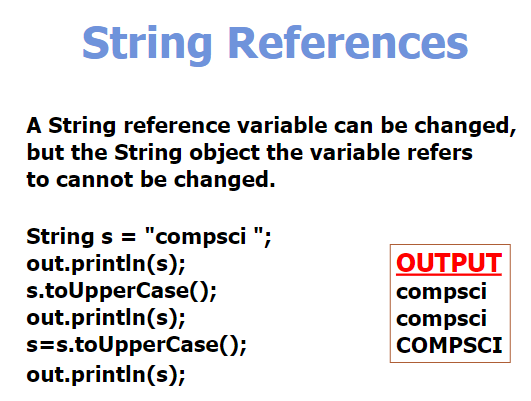 String References
A String reference variable can be changed,
but the String object the variable refers
to cannot be changed.
String s = "compsci ";
out.println(s);
s.toUpperCase();
out.println(s);
s=s.toUpperCase();
out.println(s);
OUTPUT
compsci
compsci
COMPSCI